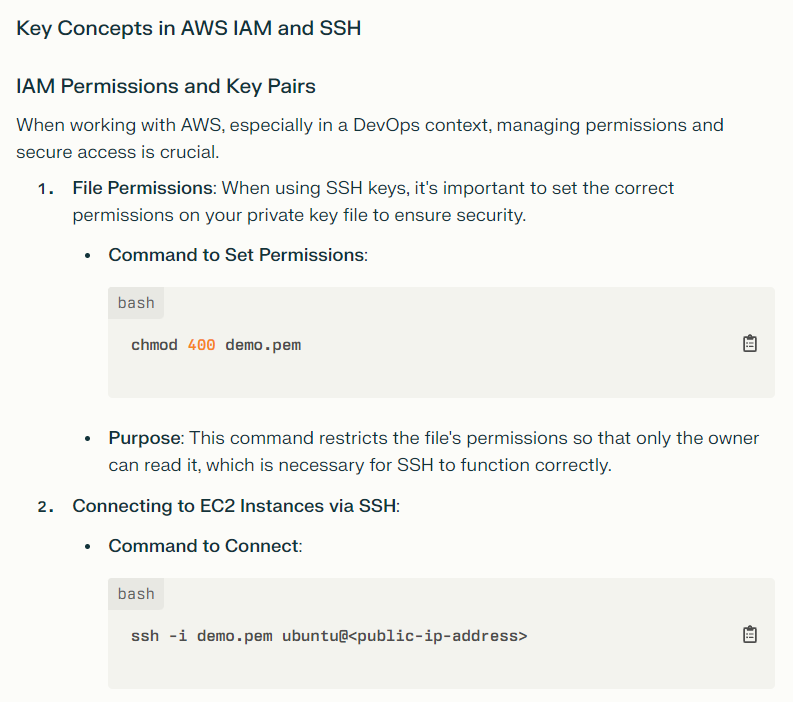 Key Concepts in AWS IAM and SSH
IAM Permissions and Key Pairs
When working with AWS, especially in a DevOps context, managing permissions and
secure access is crucial.
1. File Permissions: When using SSH keys, it's important to set the correct
permissions on your private key file to ensure security.
• Command to Set Permissions:
bash
chmod 400 demo.pem
• Purpose: This command restricts the file's permissions so that only the owner
can read it, which is necessary for SSH to function correctly.
2. Connecting to EC2 Instances via SSH:
• Command to Connect:
bash
ssh -i demo.pem ubuntu@<public-ip-address>